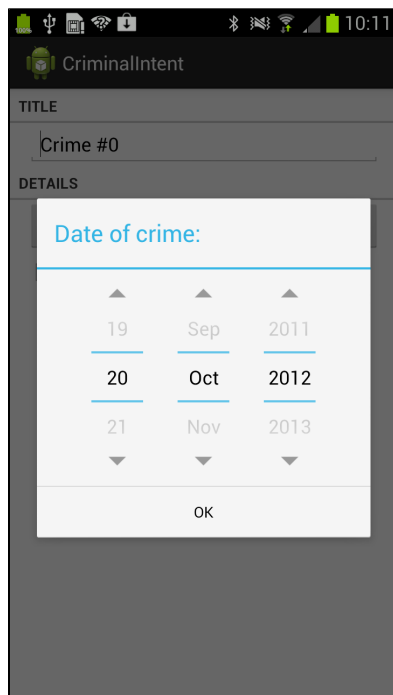 100%
10:11
CriminalIntent
TITLE
Crime #0
DETAILS
Date of crime:
19 Sep 2011
20 Oct 2012
21 Nov 2013
OK